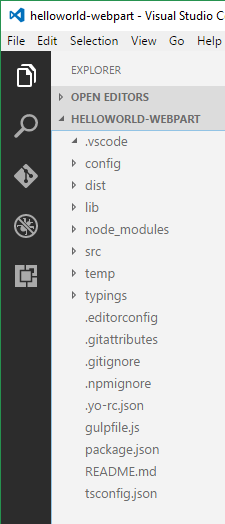 helloworld-webpart - Visual Studio Co
File Edit Selection View Go Help
EXPLORER
OPEN EDITORS
HELLOWORLD-WEBPART
.vscode
config
dist
lib
node_modules
src
temp
typings
.editorconfig
.gitattributes
.gitignore
.npmignore
.yo-rc.json
gulpfile.js
package.json
README.md
tsconfig.json